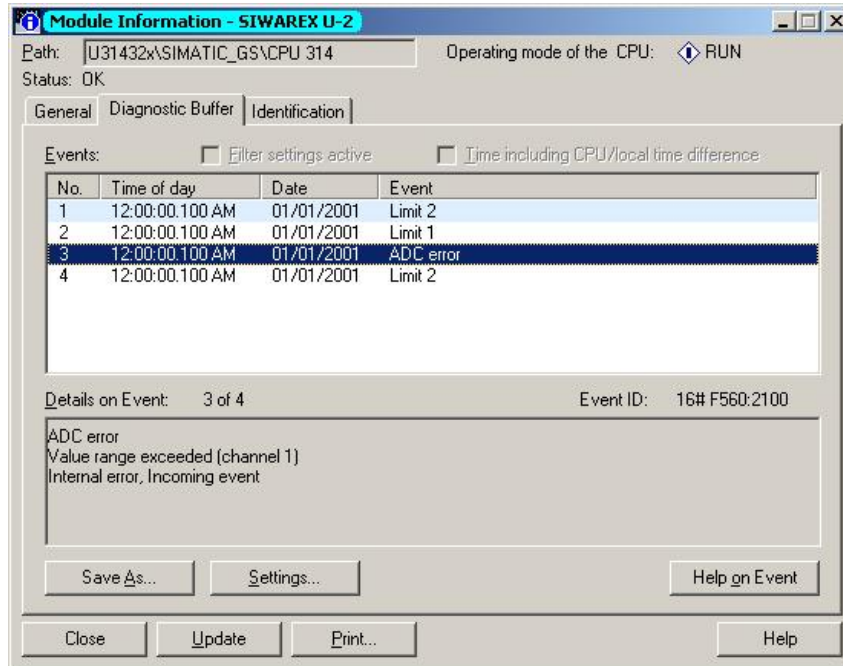 Module Information - SIWAREX U-2
Path: U31432x\SIMATIC_GS\CPU 314 Operating mode of the CPU: RUN
Status: OK
General Diagnostic Buffer Identification
Events: Filter settings active Time including CPU/local time difference
No. Time of day Date Event
1 12:00:00.100 AM 01/01/2001 Limit 2
2 12:00:00.100 AM 01/01/2001 Limit 1
3 12:00:00.100 AM 01/01/2001 ADC error
4 12:00:00.100 AM 01/01/2001 Limit 2
Details on Event: 3 of 4 Event ID: 16# F560:2100
ADC error
Value range exceeded (channel 1)
Internal error, Incoming event
Save As... Settings... Help on Event
Close Update Print... Help